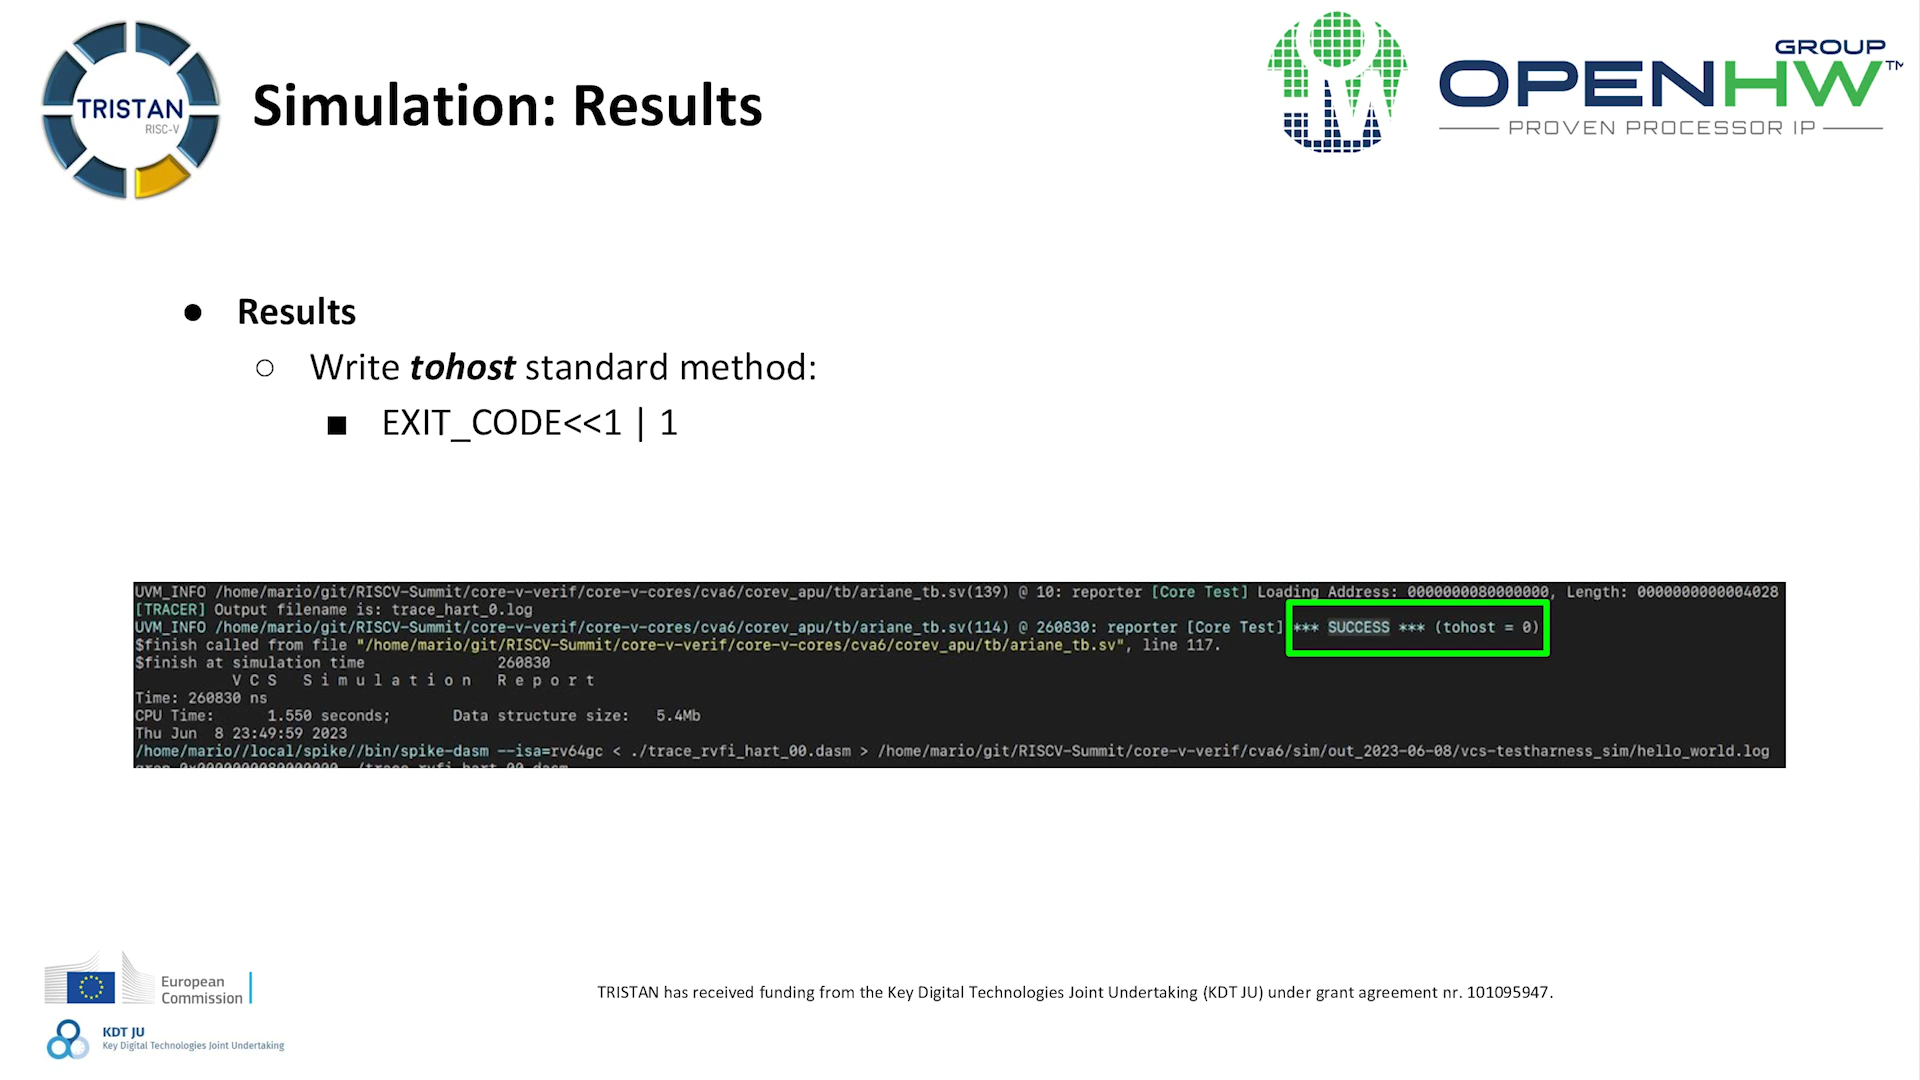 TRISTAN
RISC-V
Simulation: Results
GROUP
OPENHW™
PROVEN PROCESSOR IP
● Results
○ Write tohost standard method:
■ EXIT_CODE<<1 | 1
UVM_INFO /home/mario/git/RISCV-Summit/core-v-verif/core-v-cores/cva6/corev_apu/tb/ariane_tb.sv(139) @ 10: reporter [Core Test] Loading Address: 0000000080000000, Length: 0000000000004028
[TRACER] Output filename is: trace_hart_0.log
UVM_INFO /home/mario/git/RISCV-Summit/core-v-verif/core-v-cores/cva6/corev_apu/tb/ariane_tb.sv(114) @ 260830: reporter [Core Test] *** SUCCESS *** (tohost = 0)
$finish called from file "/home/mario/git/RISCV-Summit/core-v-verif/core-v-cores/cva6/corev_apu/tb/ariane_tb.sv", line 117.
$finish at simulation time 260830
V C S S i m u l a t i o n R e p o r t
Time: 260830 ns
CPU Time: 1.550 seconds; Data structure size: 5.4Mb
Thu Jun 8 23:49:59 2023
/home/mario//local/spike//bin/spike-dasm --isa=rv64gc < ./trace_rvfi_hart_00.dasm > /home/mario/git/RISCV-Summit/core-v-verif/cva6/sim/out_2023-06-08/vcs-testharness_sim/hello_world.log
grep 0x0000000080000000 ./trace_rvfi_hart_00.dasm
European
Commission
TRISTAN has received funding from the Key Digital Technologies Joint Undertaking (KDT JU) under grant agreement nr. 101095947.
KDT JU
Key Digital Technologies Joint Undertaking